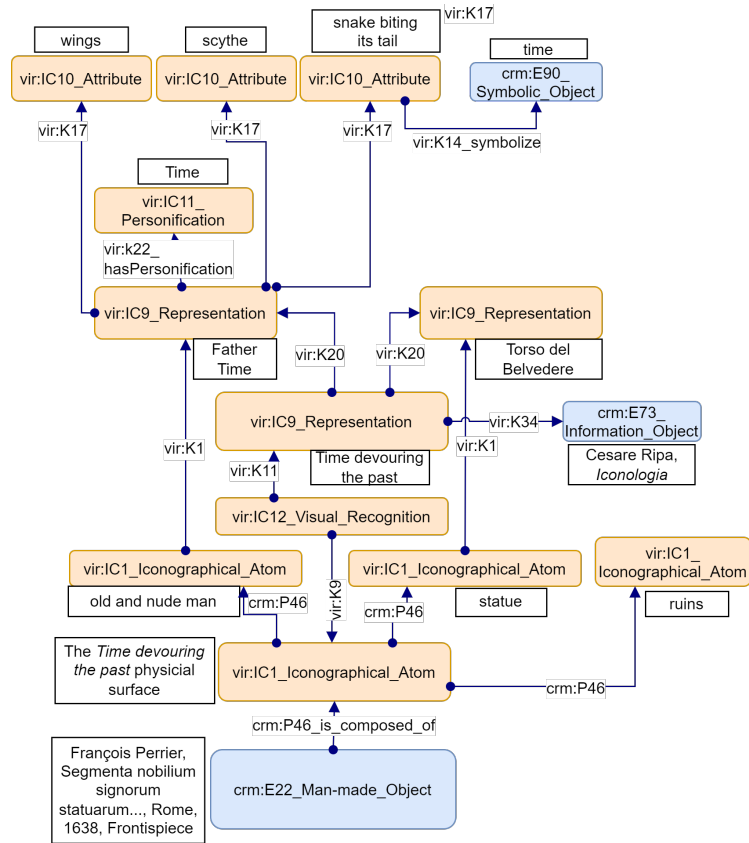 vir:K17
snake biting
its tail
wings
scythe
time
vir:IC10_Attribute
vir:IC10_Attribute
vir:IC10_Attribute
crm:E90_
Symbolic_Object
vir:K17
vir:K17
vir:K17
vir:K14_symbolize
Time
vir:IC11_
Personification
vir:k22_
hasPersonification
vir:IC9_Representation
vir:IC9_Representation
Father
Time
vir:K20
vir:K20
Torso del
Belvedere
vir:IC9_Representation
vir:K34
crm:E73_
Information_Object
vir:K1
vir:K1
Time devouring
the past
Cesare Ripa,
Iconologia
vir:K11
vir:IC12_Visual_Recognition
vir:IC1_Iconographical_Atom
vir:K9
vir:IC1_Iconographical_Atom
vir:IC1_
Iconographical_Atom
old and nude man
crm:P46
crm:P46
statue
ruins
The Time devouring
the past physicial
surface
vir:IC1_Iconographical_Atom
crm:P46
crm:P46_is_composed_of
François Perrier,
Segmenta nobilium
signorum
statuarum..., Rome,
1638, Frontispiece
crm:E22_Man-made_Object